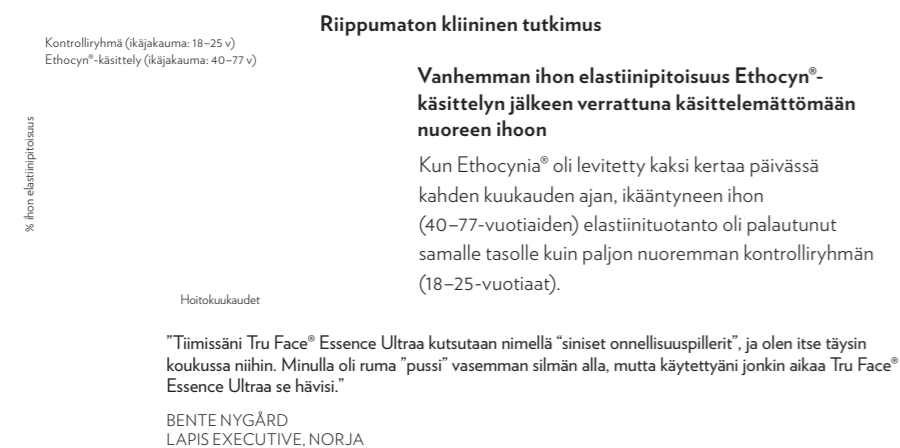 Riippumaton kliininen tutkimus
Kontrolliryhmä (ikäjakauma: 18–25 v)
Ethocyn®-käsittely (ikäjakauma: 40–77 v)
% ihon elastiinipitoisuus
Hoitokuukaudet
Vanhemman ihon elastiinipitoisuus Ethocyn®-
käsittelyn jälkeen verrattuna käsittelemättömään
nuoreen ihoon
Kun Ethocynia® oli levitetty kaksi kertaa päivässä
kahden kuukauden ajan, ikääntyneen ihon
(40–77-vuotiaiden) elastiinituotanto oli palautunut
samalle tasolle kuin paljon nuoremman kontrolliryhmän
(18–25-vuotiaat).
”Tiimissäni Tru Face® Essence Ultraa kutsutaan nimellä “siniset onnellisuuspillerit”, ja olen itse täysin
koukussa niihin. Minulla oli ruma ”pussi” vasemman silmän alla, mutta käytettyäni jonkin aikaa Tru Face®
Essence Ultraa se hävisi.”
BENTE NYGÅRD
LAPIS EXECUTIVE, NORJA